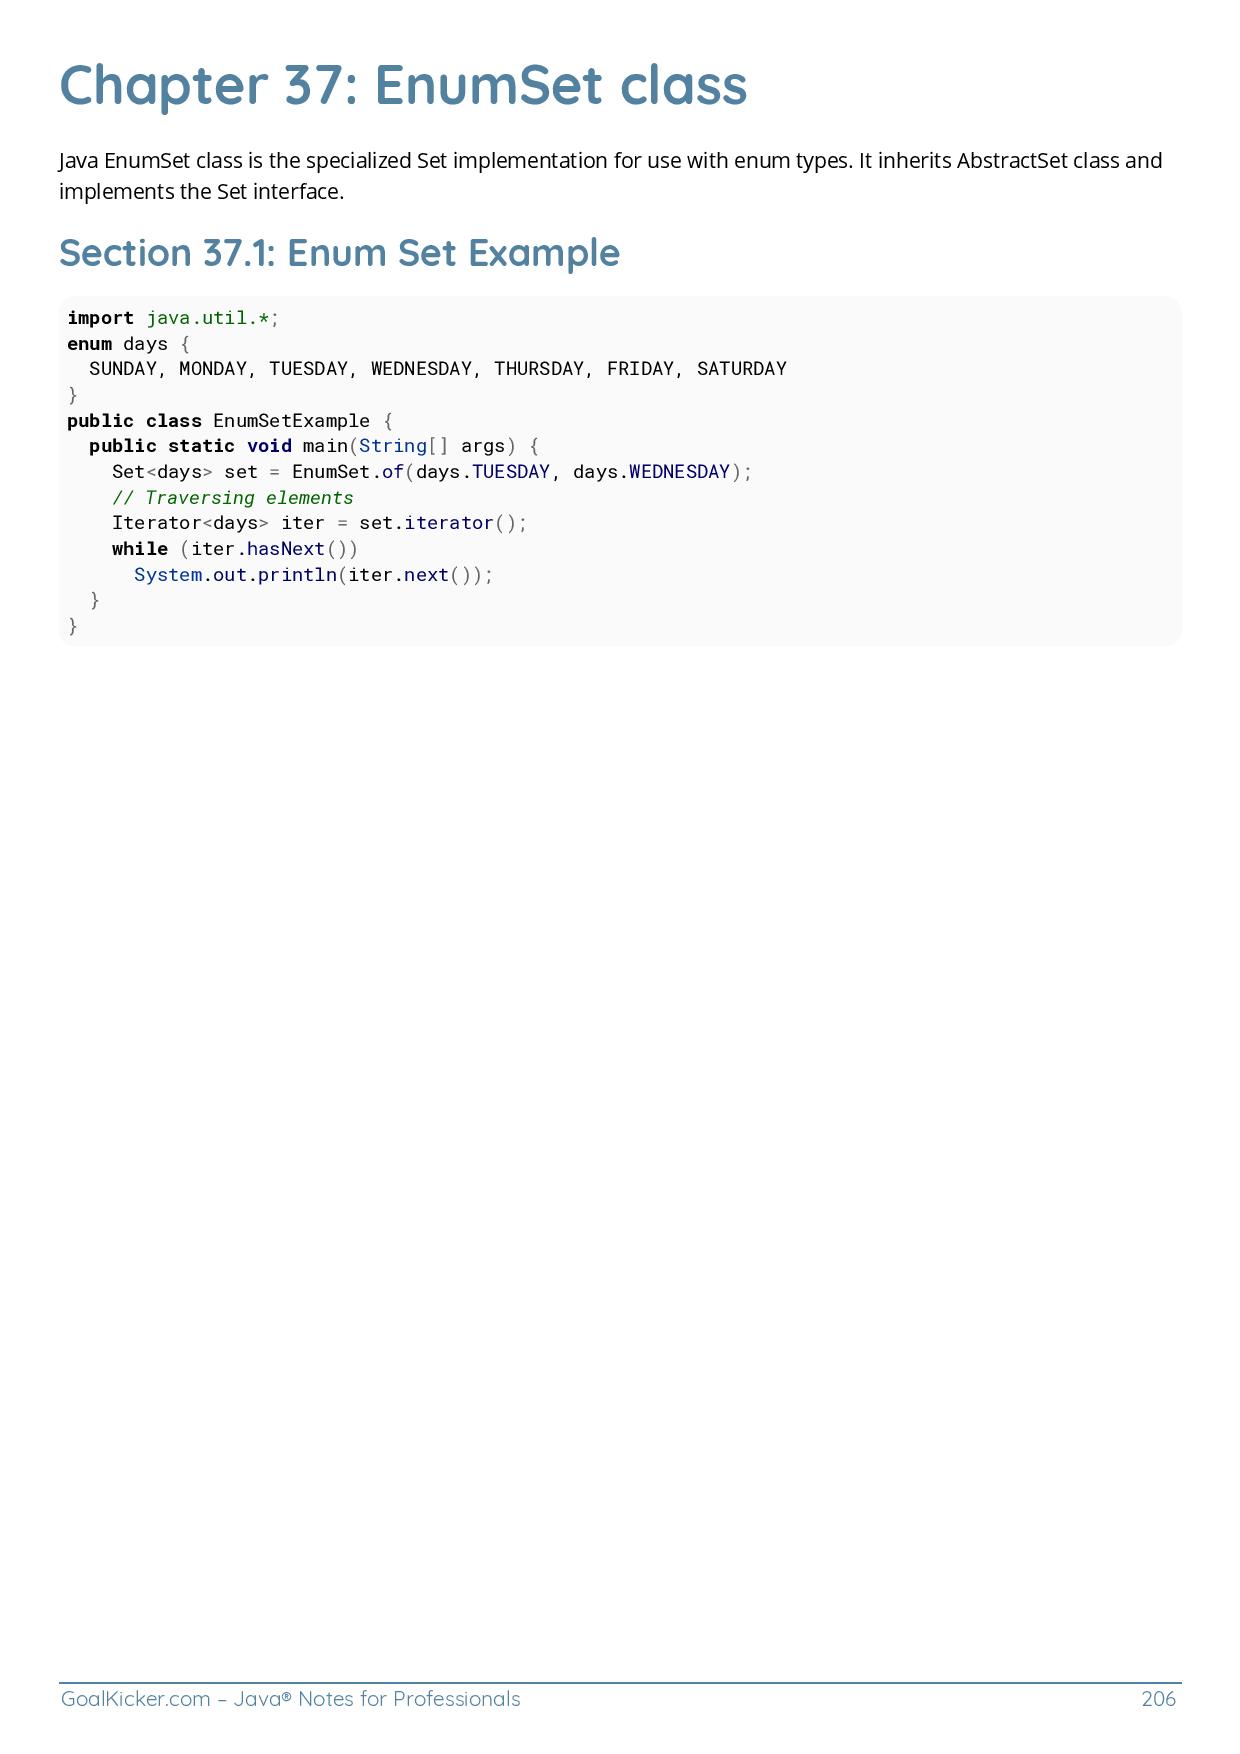 Chapter 37: EnumSet class
Java EnumSet class is the specialized Set implementation for use with enum types. It inherits AbstractSet class and
implements the Set interface.
Section 37.1: Enum Set Example
import java.util.*;
enum days {
  SUNDAY, MONDAY, TUESDAY, WEDNESDAY, THURSDAY, FRIDAY, SATURDAY
}
public class EnumSetExample {
  public static void main(String[] args) {
    Set<days> set = EnumSet.of(days.TUESDAY, days.WEDNESDAY);
    // Traversing elements
    Iterator<days> iter = set.iterator();
    while (iter.hasNext())
      System.out.println(iter.next());
  }
}
GoalKicker.com – Java® Notes for Professionals 206